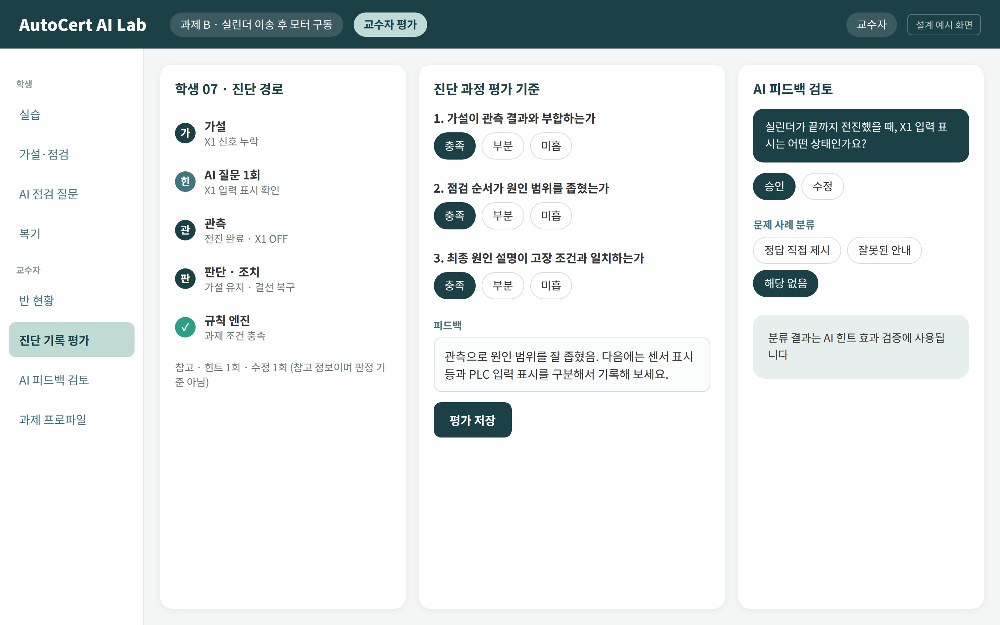 AutoCert AI Lab
과제 B · 실린더 이송 후 모터 구동
교수자 평가
교수자
설계 예시 화면
학생
실습
가설·점검
AI 점검 질문
복기
교수자
반 현황
진단 기록 평가
AI 피드백 검토
과제 프로파일
학생 07 · 진단 경로
가
가설
X1 신호 누락
힌
AI 질문 1회
X1 입력 표시 확인
관
관측
전진 완료 · X1 OFF
판
판단 · 조치
가설 유지 · 결선 복구
✓
규칙 엔진
과제 조건 충족
참고 · 힌트 1회 · 수정 1회 (참고 정보이며 판정 기
준 아님)
진단 과정 평가 기준
1. 가설이 관측 결과와 부합하는가
충족 부분 미흡
2. 점검 순서가 원인 범위를 좁혔는가
충족 부분 미흡
3. 최종 원인 설명이 고장 조건과 일치하는가
충족 부분 미흡
피드백
관측으로 원인 범위를 잘 좁혔음. 다음에는 센서 표시
등과 PLC 입력 표시를 구분해서 기록해 보세요.
평가 저장
AI 피드백 검토
실린더가 끝까지 전진했을 때, X1 입력 표
시는 어떤 상태인가요?
승인 수정
문제 사례 분류
정답 직접 제시 잘못된 안내
해당 없음
분류 결과는 AI 힌트 효과 검증에 사용됩
니다